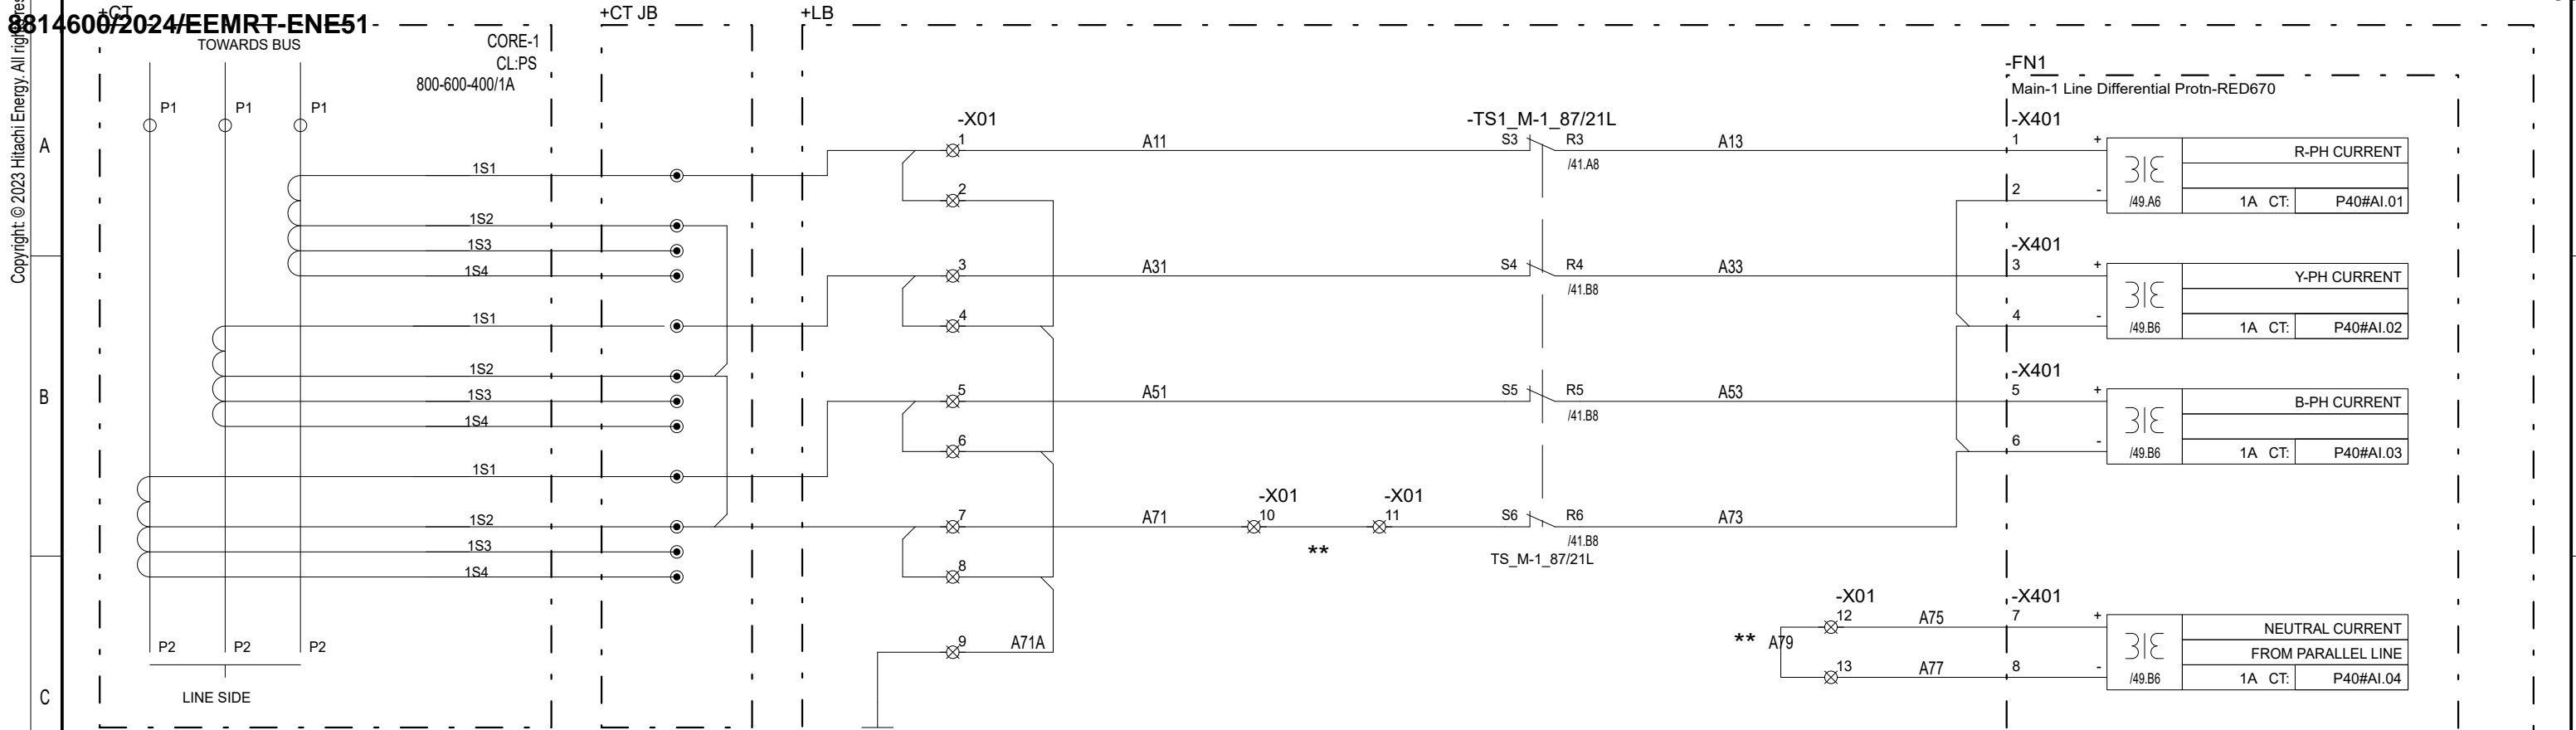 +CT
+CT JB
+LB
8814600/2024/EEMRT-ENE51
TOWARDS BUS
CORE-1
CL:PS
800-600-400/1A
-FN1
Main-1 Line Differential Protn-RED670
Copyright: © 2023 Hitachi Energy. All rights res
P1 P1 P1
A
-X01
-TS1_M-1_87/21L
-X401
1 A11 S3 R3 A13 1 +
/41.A8
R-PH CURRENT
1S1
2 2 -
/49.A6 1A CT: P40#AI.01
1S2
1S3
-X401
1S4
3 A31 S4 R4 A33 3 +
/41.B8
Y-PH CURRENT
1S1
4 4 -
/49.B6 1A CT: P40#AI.02
1S2
-X401
B
1S3
5 A51 S5 R5 A53 5 +
/41.B8
B-PH CURRENT
1S4
6 6 -
/49.B6 1A CT: P40#AI.03
1S1
-X01 -X01
1S2
7 A71 10 11 S6 R6 A73
/41.B8
**
TS_M-1_87/21L
1S3
1S4
8
-X01 -X401
12 A75 7 +
NEUTRAL CURRENT
P2 P2 P2
9 A71A
** A79
FROM PARALLEL LINE
13 A77 8 -
/49.B6 1A CT: P40#AI.04
C
LINE SIDE